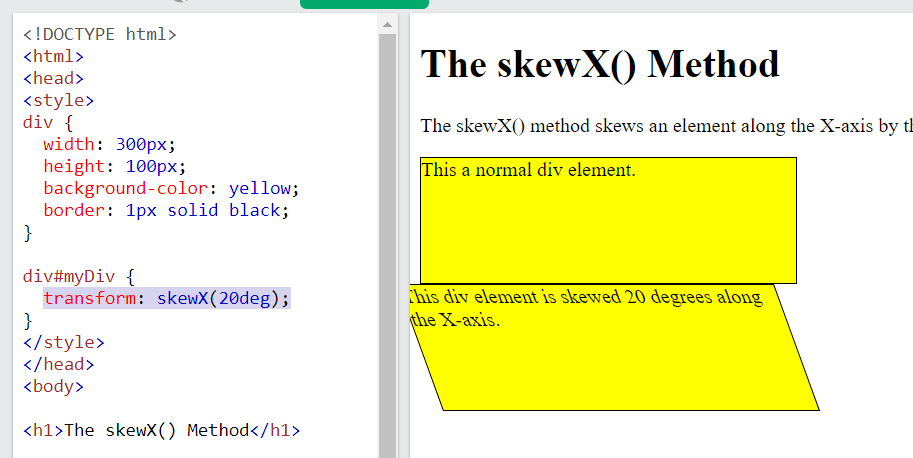 <!DOCTYPE html>
<html>
<head>
<style>
div {
width: 300px;
height: 100px;
background-color: yellow;
border: 1px solid black;
}
div#myDiv {
transform: skewX(20deg);
}
</style>
</head>
<body>
<h1>The skewX() Method</h1>
The skewX() Method
The skewX() method skews an element along the X-axis by
This a normal div element.
This div element is skewed 20 degrees along
the X-axis.